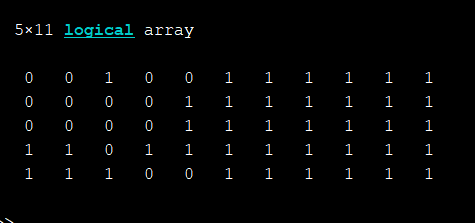 5×11 logical array
0 0 1 0 0 1 1 1 1 1 1
0 0 0 0 1 1 1 1 1 1 1
0 0 0 0 1 1 1 1 1 1 1
1 1 0 1 1 1 1 1 1 1 1
1 1 1 0 0 1 1 1 1 1 1
>>